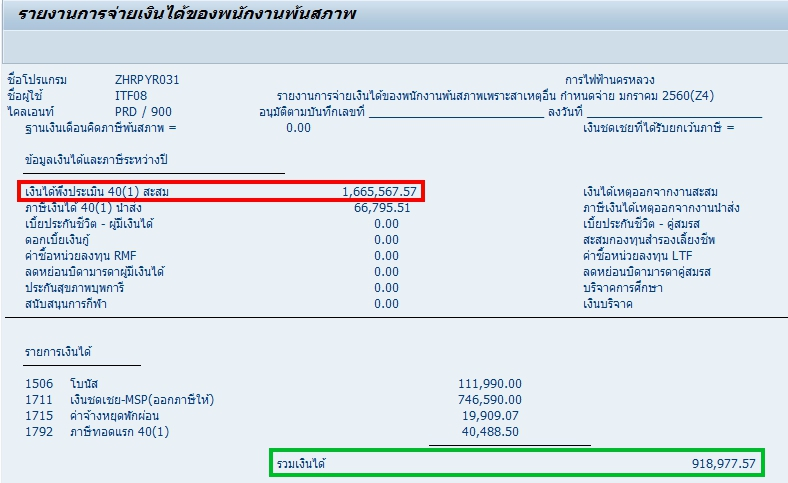 รายงานการจ่ายเงินได้ของพนักงานพ้นสภาพ
ชื่อโปรแกรม ZHRPYR031 การไฟฟ้านครหลวง
ชื่อผู้ใช้ ITF08 รายงานการจ่ายเงินได้ของพนักงานพ้นสภาพเพราะสาเหตุอื่น กำหนดจ่าย มกราคม 2560(Z4)
ไคลเอนท์ PRD / 900 อนุมัติตามบันทึกเลขที่ ลงวันที่
ฐานเงินเดือนคิดภาษีพ้นสภาพ = 0.00 เงินชดเชยที่ได้รับยกเว้นภาษี =
ข้อมูลเงินได้และภาษีระหว่างปี
เงินได้พึงประเมิน 40(1) สะสม 1,665,567.57 เงินได้เหตุออกจากงานสะสม
ภาษีเงินได้ 40(1) นำส่ง 66,795.51 ภาษีเงินได้เหตุออกจากงานนำส่ง
เบี้ยประกันชีวิต - ผู้มีเงินได้ 0.00 เบี้ยประกันชีวิต - คู่สมรส
ดอกเบี้ยเงินกู้ 0.00 สะสมกองทุนสำรองเลี้ยงชีพ
ค่าซื้อหน่วยลงทุน RMF 0.00 ค่าซื้อหน่วยลงทุน LTF
ลดหย่อนบิดามารดาผู้มีเงินได้ 0.00 ลดหย่อนบิดามารดาคู่สมรส
ประกันสุขภาพบุพการี 0.00 บริจาคการศึกษา
สนับสนุนการกีฬา 0.00 เงินบริจาค
รายการเงินได้
1506 โบนัส 111,990.00
1711 เงินชดเชย-MSP(ออกภาษีให้) 746,590.00
1715 ค่าจ้างหยุดพักผ่อน 19,909.07
1792 ภาษีทอดแรก 40(1) 40,488.50
รวมเงินได้ 918,977.57